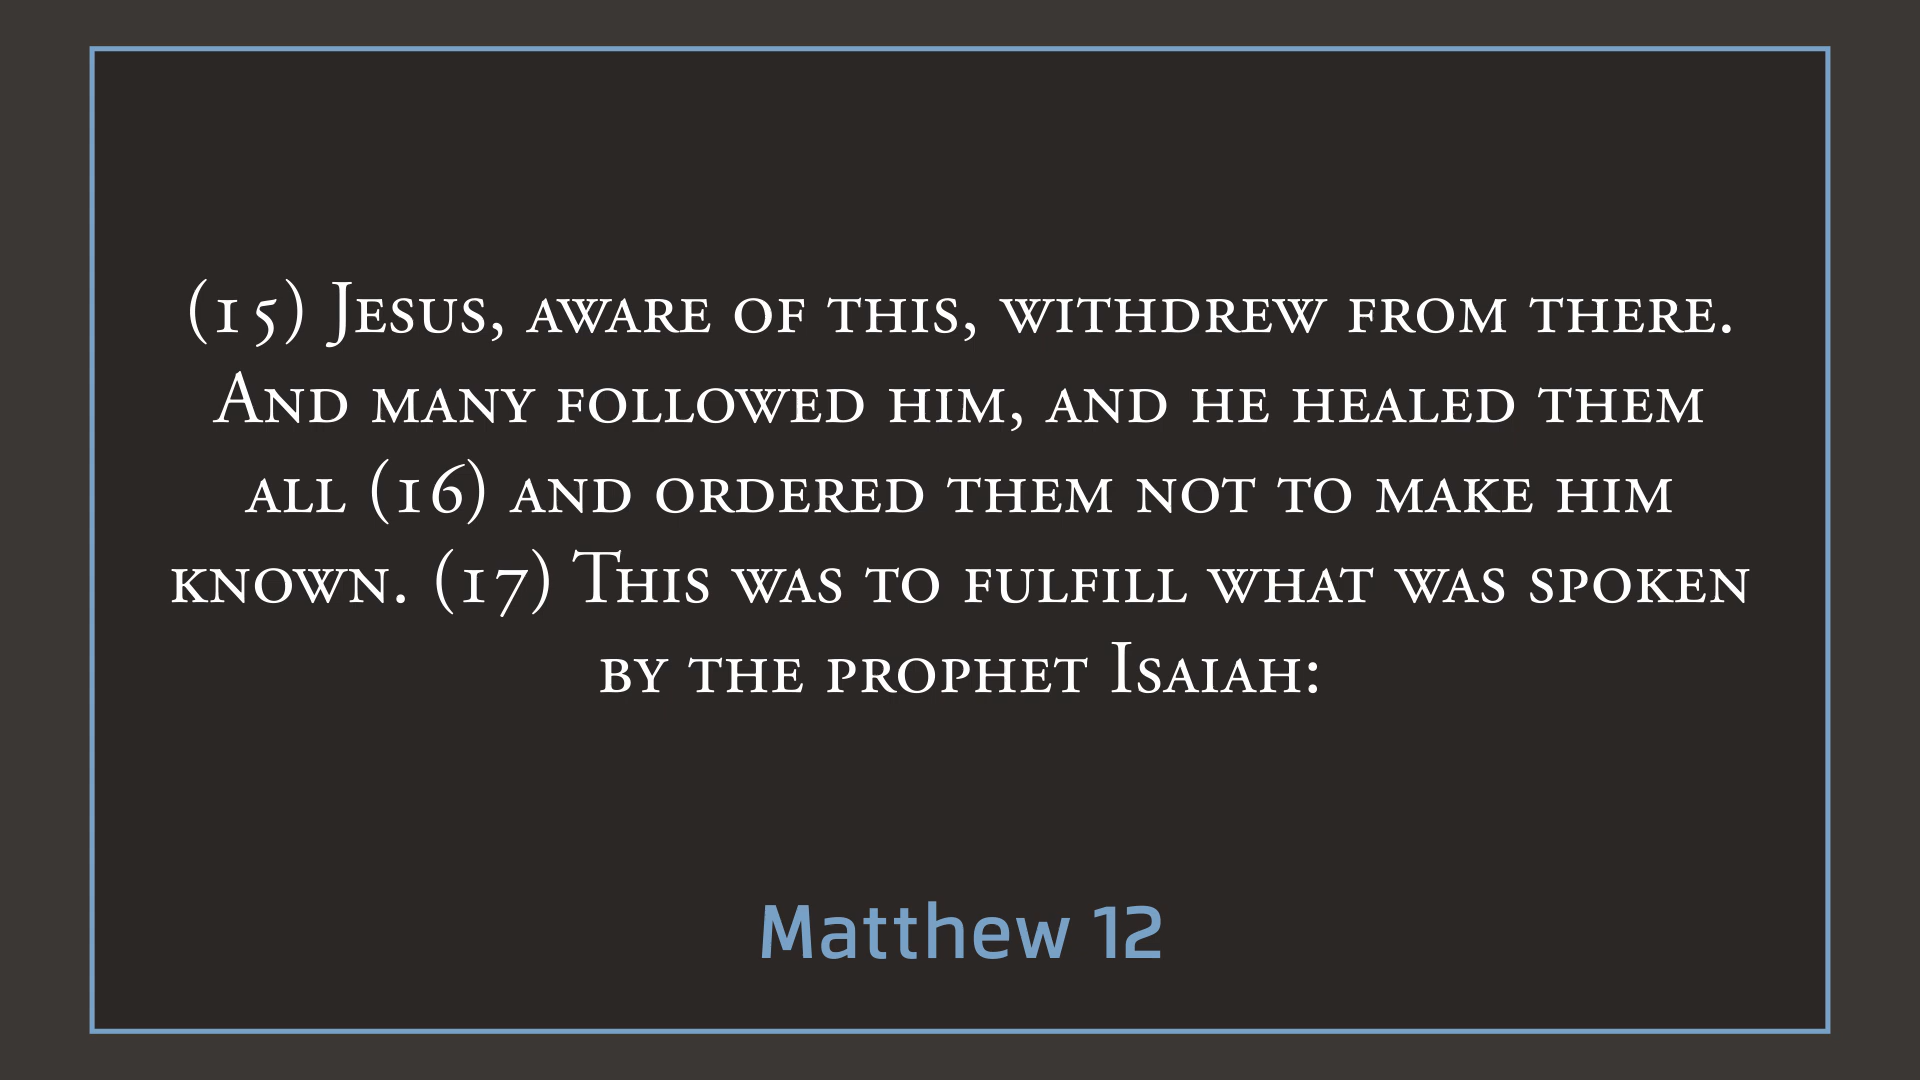 (15) Jesus, aware of this, withdrew from there.
And many followed him, and he healed them
all (16) and ordered them not to make him
known. (17) This was to fulfill what was spoken
by the prophet Isaiah:
Matthew 12